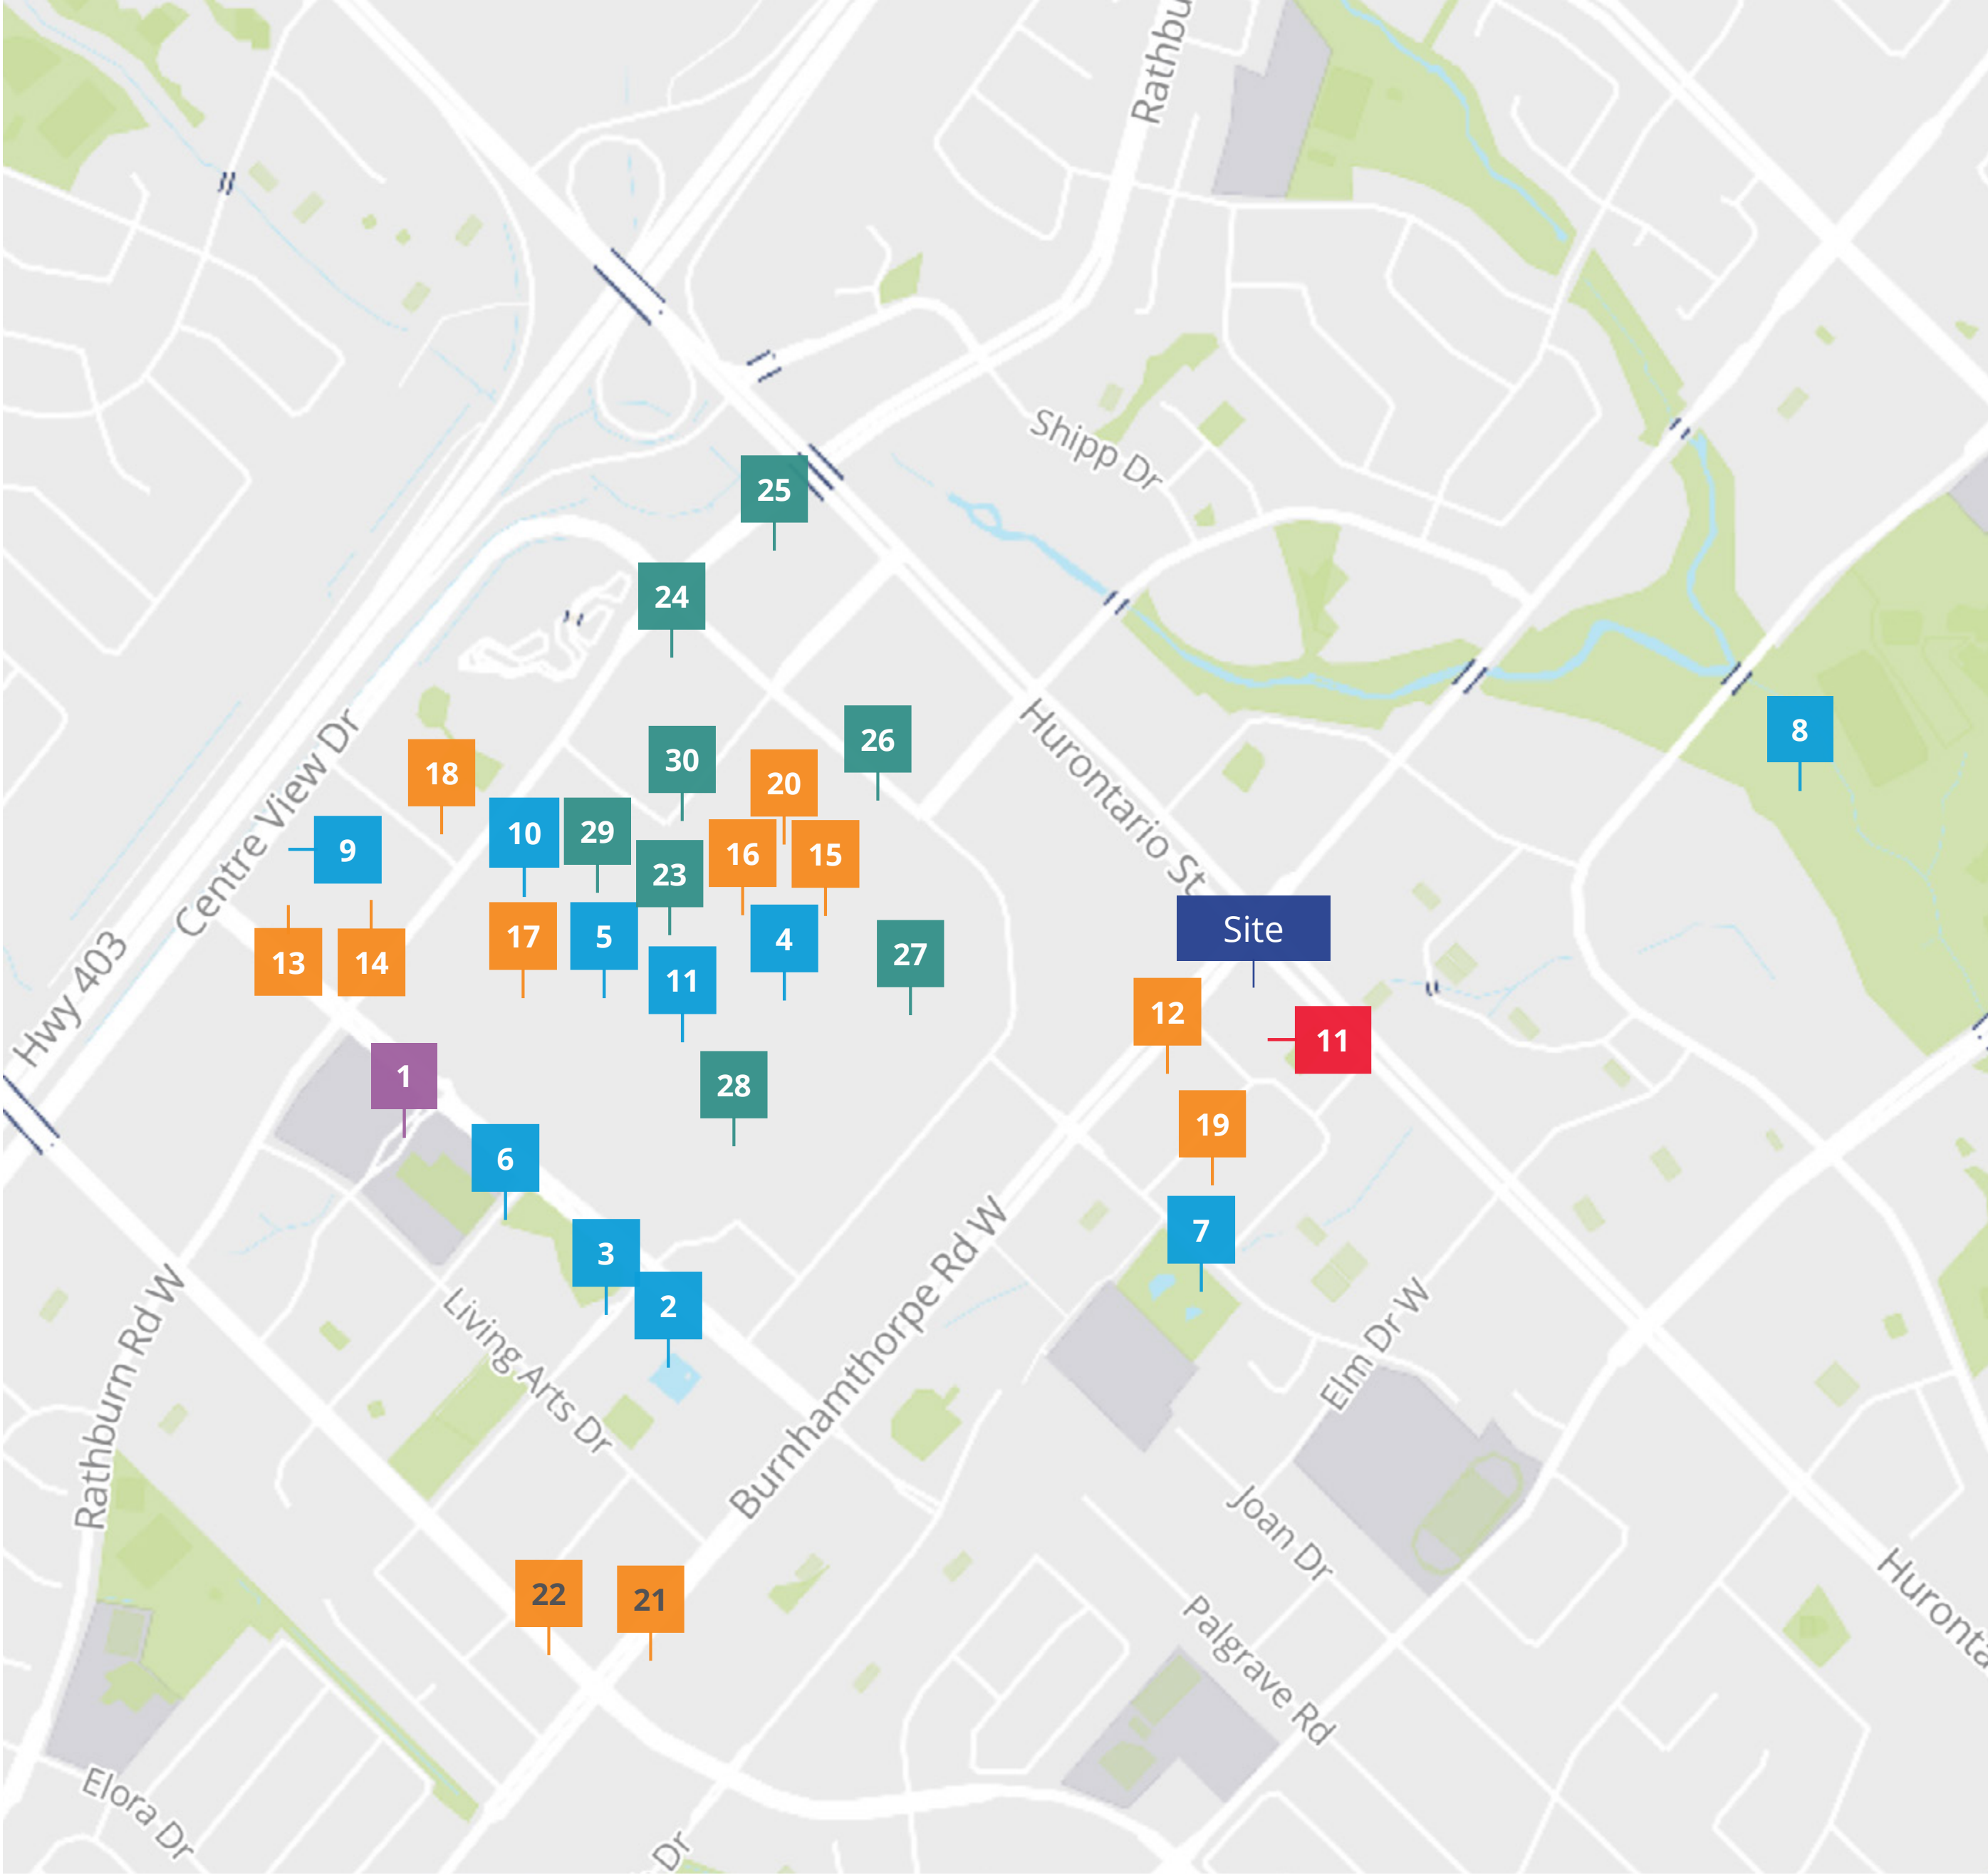 Rathbu
Shipp Dr
25
24
26
30
18
20
8
Hurontario St
Centre View Dr
10
29
9
16
15
23
Site
17
5
4
27
13
14
11
Hwy 403
12
11
1
28
19
6
7
3
2
Burnhamthorpe Rd W
Living Arts Dr
Rathburn Rd W
Elm Dr W
Joan Dr
22
21
Palgrave Rd
Huronta
Elora Dr
Dr